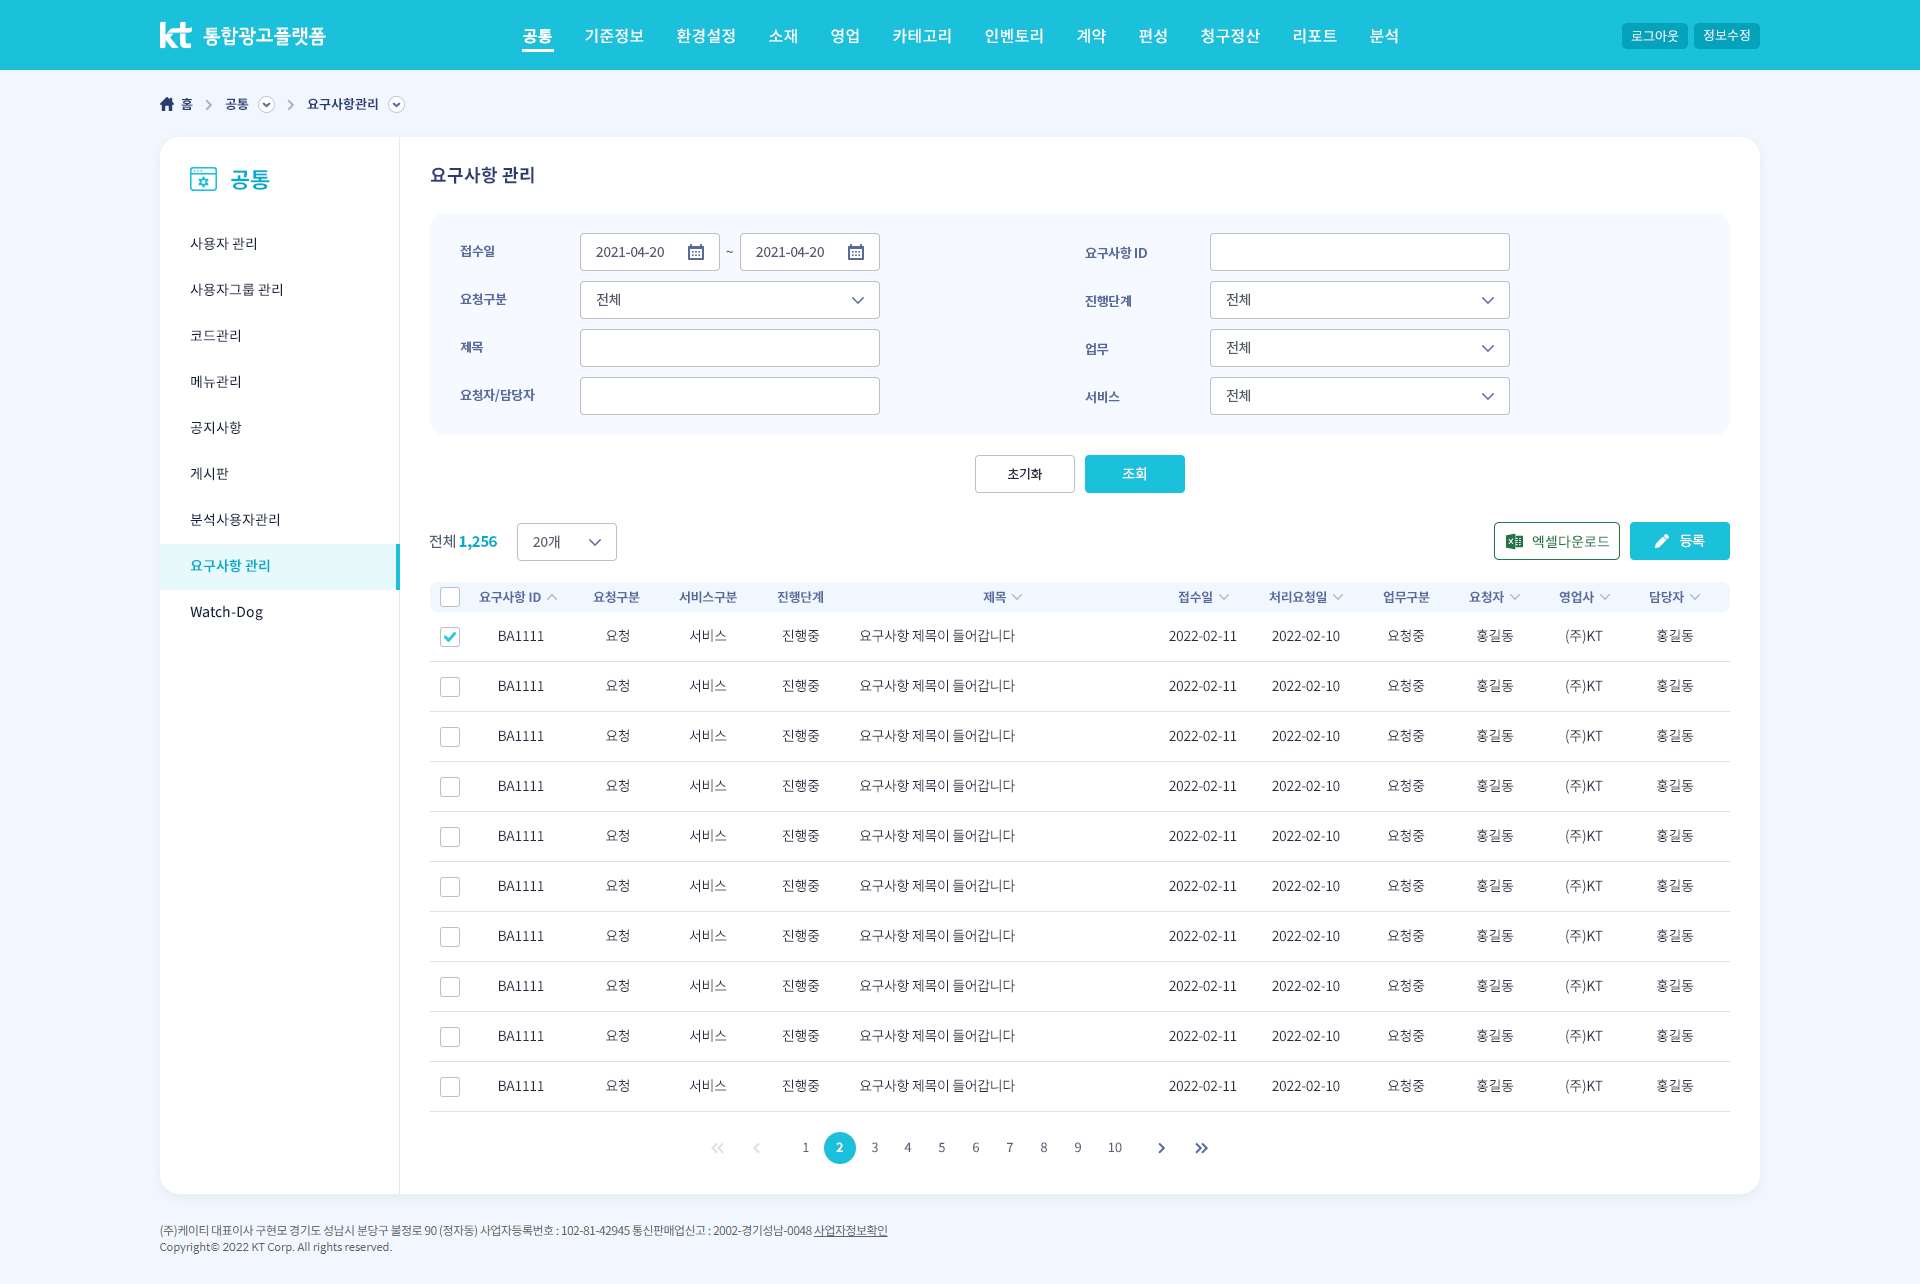 kt 통합광고플랫폼
공통 기준정보 환경설정 소재 영업 카테고리 인벤토리 계약 편성 청구정산 리포트 분석
로그아웃 정보수정
홈 공통 요구사항관리
공통
사용자 관리
사용자그룹 관리
코드관리
메뉴관리
공지사항
게시판
분석사용자관리
요구사항 관리
Watch-Dog
요구사항 관리
접수일 2021-04-20 ~ 2021-04-20 요구사항 ID
요청구분 전체 진행단계 전체
제목 업무 전체
요청자/담당자 서비스 전체
초기화 조회
전체 1,256 20개 엑셀다운로드 등록
요구사항 ID 요청구분 서비스구분 진행단계 제목 접수일 처리요청일 업무구분 요청자 영업사 담당자
BA1111 요청 서비스 진행중 요구사항 제목이 들어갑니다 2022-02-11 2022-02-10 요청중 홍길동 (주)KT 홍길동
BA1111 요청 서비스 진행중 요구사항 제목이 들어갑니다 2022-02-11 2022-02-10 요청중 홍길동 (주)KT 홍길동
BA1111 요청 서비스 진행중 요구사항 제목이 들어갑니다 2022-02-11 2022-02-10 요청중 홍길동 (주)KT 홍길동
BA1111 요청 서비스 진행중 요구사항 제목이 들어갑니다 2022-02-11 2022-02-10 요청중 홍길동 (주)KT 홍길동
BA1111 요청 서비스 진행중 요구사항 제목이 들어갑니다 2022-02-11 2022-02-10 요청중 홍길동 (주)KT 홍길동
BA1111 요청 서비스 진행중 요구사항 제목이 들어갑니다 2022-02-11 2022-02-10 요청중 홍길동 (주)KT 홍길동
BA1111 요청 서비스 진행중 요구사항 제목이 들어갑니다 2022-02-11 2022-02-10 요청중 홍길동 (주)KT 홍길동
BA1111 요청 서비스 진행중 요구사항 제목이 들어갑니다 2022-02-11 2022-02-10 요청중 홍길동 (주)KT 홍길동
BA1111 요청 서비스 진행중 요구사항 제목이 들어갑니다 2022-02-11 2022-02-10 요청중 홍길동 (주)KT 홍길동
BA1111 요청 서비스 진행중 요구사항 제목이 들어갑니다 2022-02-11 2022-02-10 요청중 홍길동 (주)KT 홍길동
1 2 3 4 5 6 7 8 9 10
(주)케이티 대표이사 구현모 경기도 성남시 분당구 불정로 90 (정자동) 사업자등록번호 : 102-81-42945 통신판매업신고 : 2002-경기성남-0048 사업자정보확인
Copyright© 2022 KT Corp. All rights reserved.